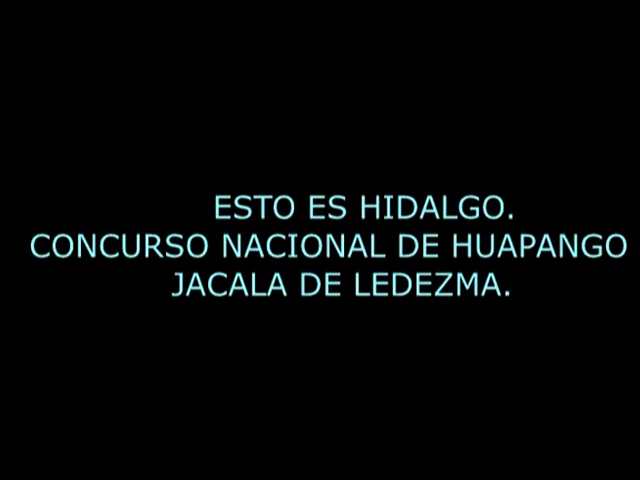 ESTO ES HIDALGO.
CONCURSO NACIONAL DE HUAPANGO
JACALA DE LEDEZMA.